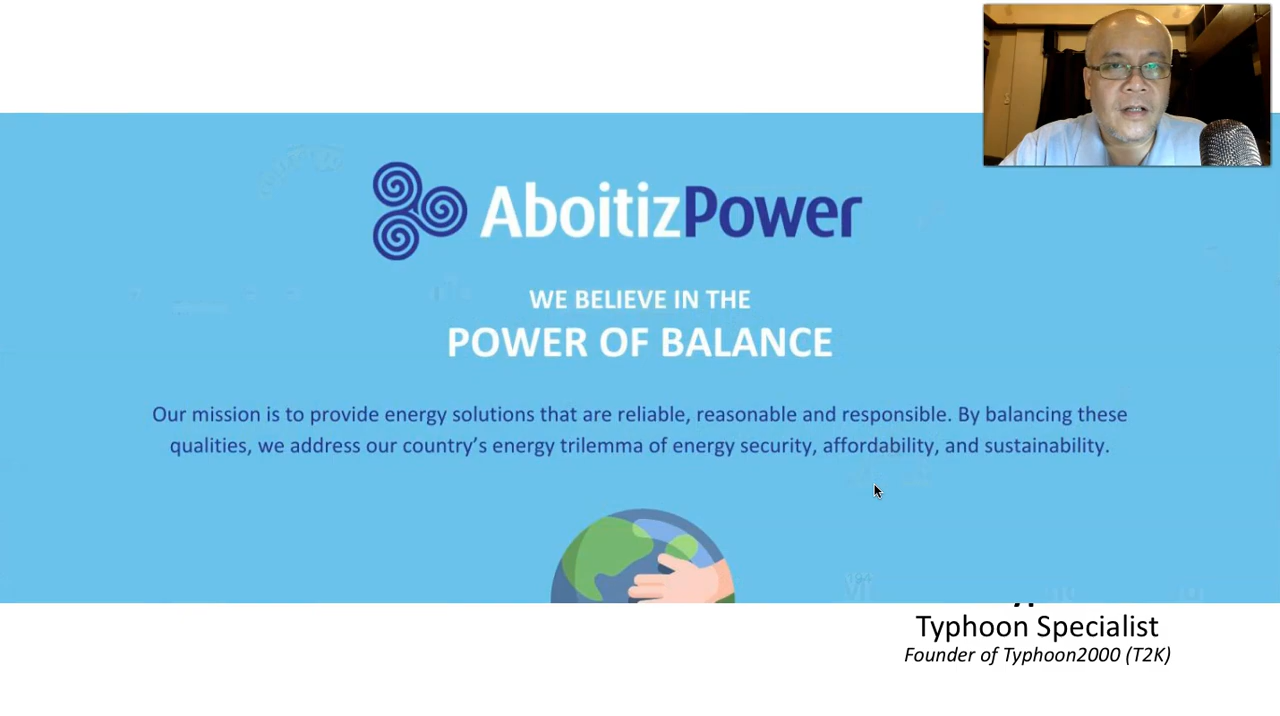 AboitizPower
WE BELIEVE IN THE
POWER OF BALANCE
Our mission is to provide energy solutions that are reliable, reasonable and responsible. By balancing these
qualities, we address our country's energy trilemma of energy security, affordability, and sustainability.
Typhoon Specialist
Founder of Typhoon2000 (T2K)